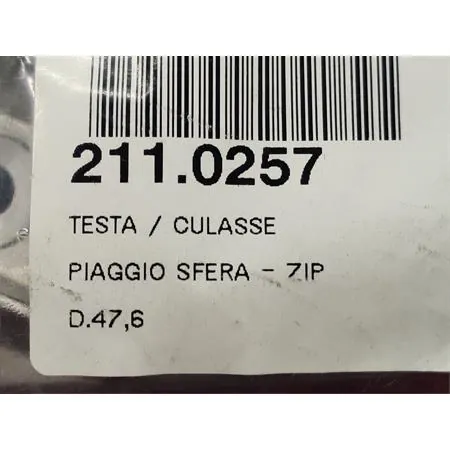 211.0257
TESTA / CULASSE
PIAGGIO SFERA - ZIP
D.47,6